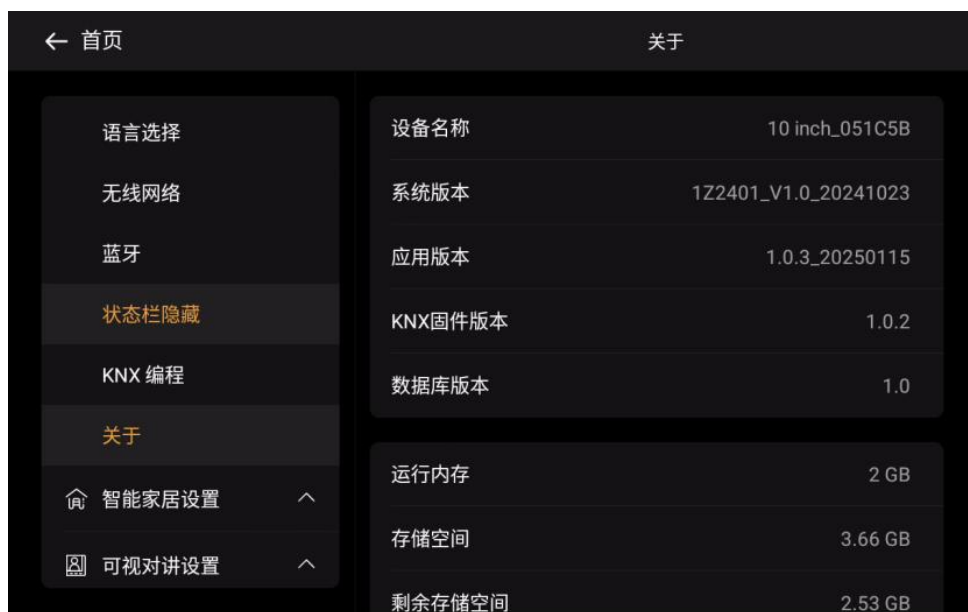 首页
关于
语言选择
无线网络
蓝牙
状态栏隐藏
KNX 编程
关于
智能家居设置
可视对讲设置
设备名称 10 inch_051C5B
系统版本 1Z2401_V1.0_20241023
应用版本 1.0.3_20250115
KNX固件版本 1.0.2
数据库版本 1.0
运行内存 2 GB
存储空间 3.66 GB
剩余存储空间 2.53 GB